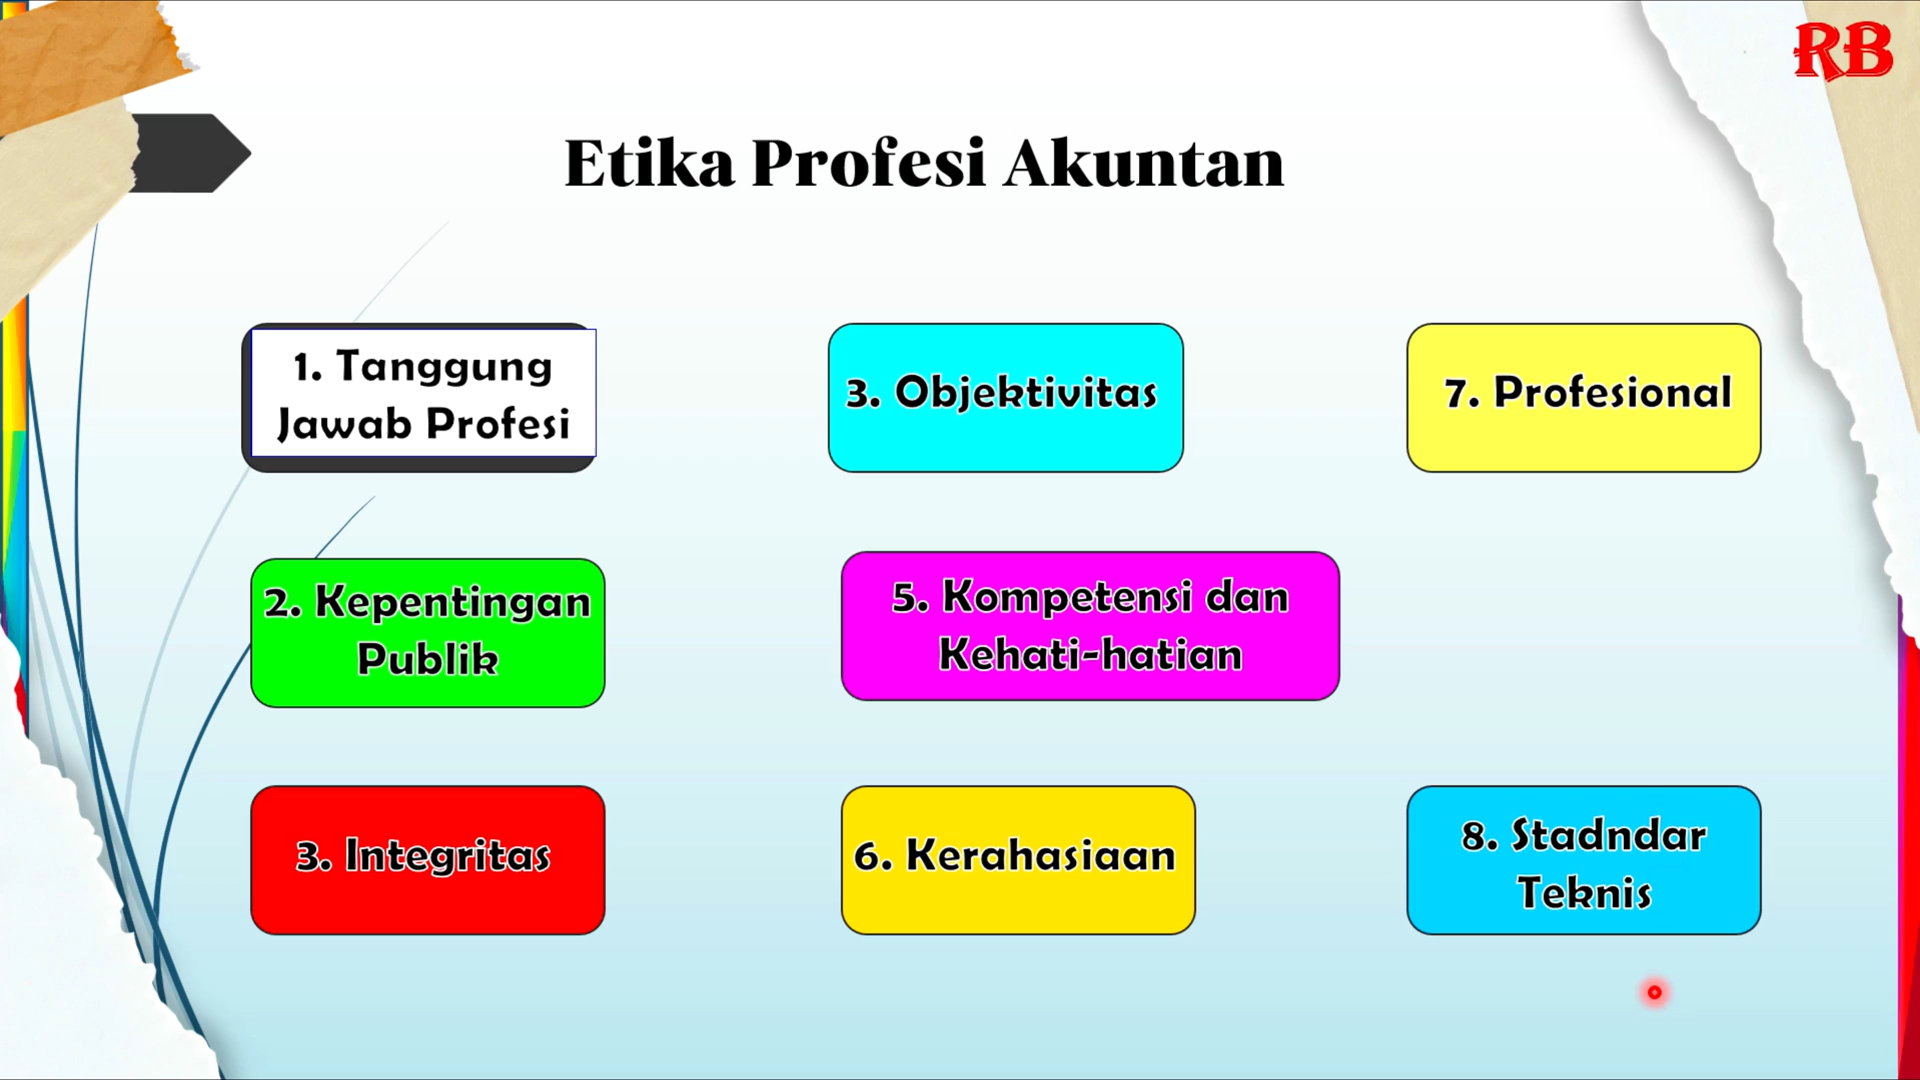 RB
Etika Profesi Akuntan
1. Tanggung
Jawab Profesi
2. Kepentingan
Publik
3. Integritas
3. Objektivitas
5. Kompetensi dan
Kehati-hatian
6. Kerahasiaan
7. Profesional
8. Stadndar
Teknis